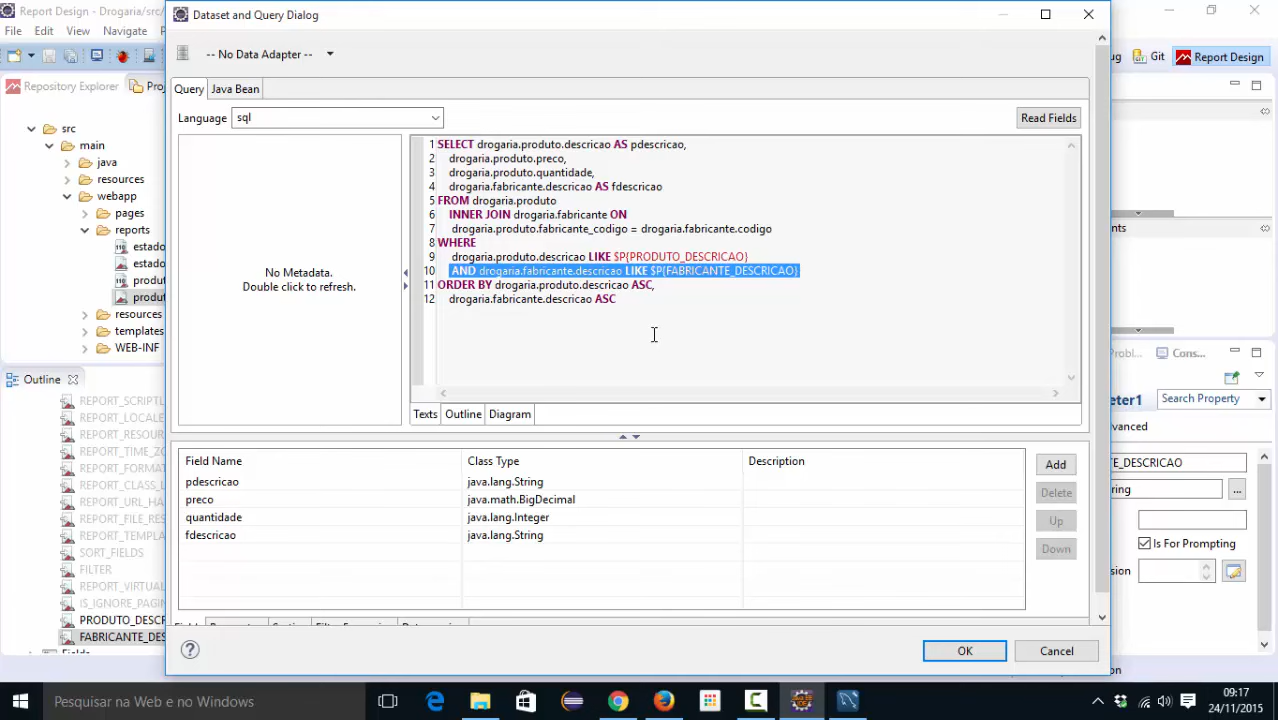 Report Design - Drogaria/src/
Dataset and Query Dialog
File Edit View Navigate
-- No Data Adapter --
Git
Report Design
Repository Explorer
Query Java Bean
Language sql
Read Fields
src
main
java
resources
webapp
pages
reports
estado
estado
produt
produt
resources
templates
WEB-INF
No Metadata.
Double click to refresh.
1 SELECT drogaria.produto.descricao AS pdescricao,
2 drogaria.produto.preco,
3 drogaria.produto.quantidade,
4 drogaria.fabricante.descricao AS fdescricao
5 FROM drogaria.produto
6 INNER JOIN drogaria.fabricante ON
7 drogaria.produto.fabricante_codigo = drogaria.fabricante.codigo
8 WHERE
9 drogaria.produto.descricao LIKE $P{PRODUTO_DESCRICAO}
10 AND drogaria.fabricante.descricao LIKE $P{FABRICANTE_DESCRICAO}
11 ORDER BY drogaria.produto.descricao ASC,
12 drogaria.fabricante.descricao ASC
Texts Outline Diagram
Outline
REPORT_SCRIPTL
REPORT_LOCALE
REPORT_RESOUR
REPORT_TIME_ZO
REPORT_FORMAT
REPORT_CLASS_L
REPORT_URL_HA
REPORT_FILE_RES
REPORT_TEMPLA
SORT_FIELDS
FILTER
REPORT_VIRTUAL
IS_IGNORE_PAGIN
PRODUTO_DESCR
FABRICANTE_DES
Field Name Class Type Description
pdescricao java.lang.String
preco java.math.BigDecimal
quantidade java.lang.Integer
fdescricao java.lang.String
Add
Delete
Up
Down
OK Cancel
Cons...
Search Property
TE_DESCRICAO
...
Is For Prompting
Pesquisar na Web e no Windows
09:17
24/11/2015